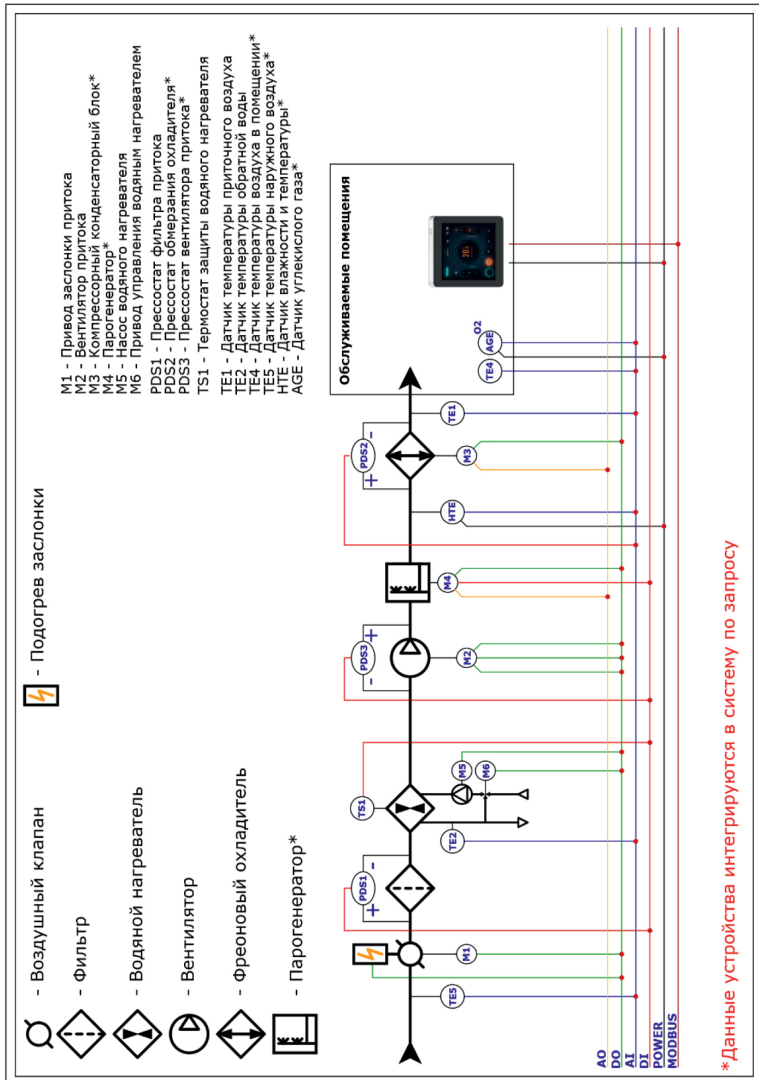 - Воздушный клапан
- Фильтр
- Водяной нагреватель
- Вентилятор
- Фреоновый охладитель
- Парогенератор*
- Подогрев заслонки
M1 - Привод заслонки притока
M2 - Вентилятор притока
M3 - Компрессорный конденсаторный блок*
M4 - Парогенератор*
M5 - Насос водяного нагревателя
M6 - Привод управления водяным нагревателем
PDS1 - Прессостат фильтра притока
PDS2 - Прессостат обмерзания охладителя*
PDS3 - Прессостат вентилятора притока*
TS1 - Термостат защиты водяного нагревателя
TE1 - Датчик температуры приточного воздуха
TE2 - Датчик температуры обратной воды
TE4 - Датчик температуры воздуха в помещении*
TE5 - Датчик температуры наружного воздуха*
HTE - Датчик влажности и температуры*
AGE - Датчик углекислого газа*
Обслуживаемые помещения
PDS1
+ -
TS1
PDS3
- +
PDS2
+ -
TE5
M1
TE2
M5
M6
M2
M4
HTE
M3
TE1
TE4
AGE
O2
AO
DO
AI
DI
POWER
MODBUS
*Данные устройства интегрируются в систему по запросу